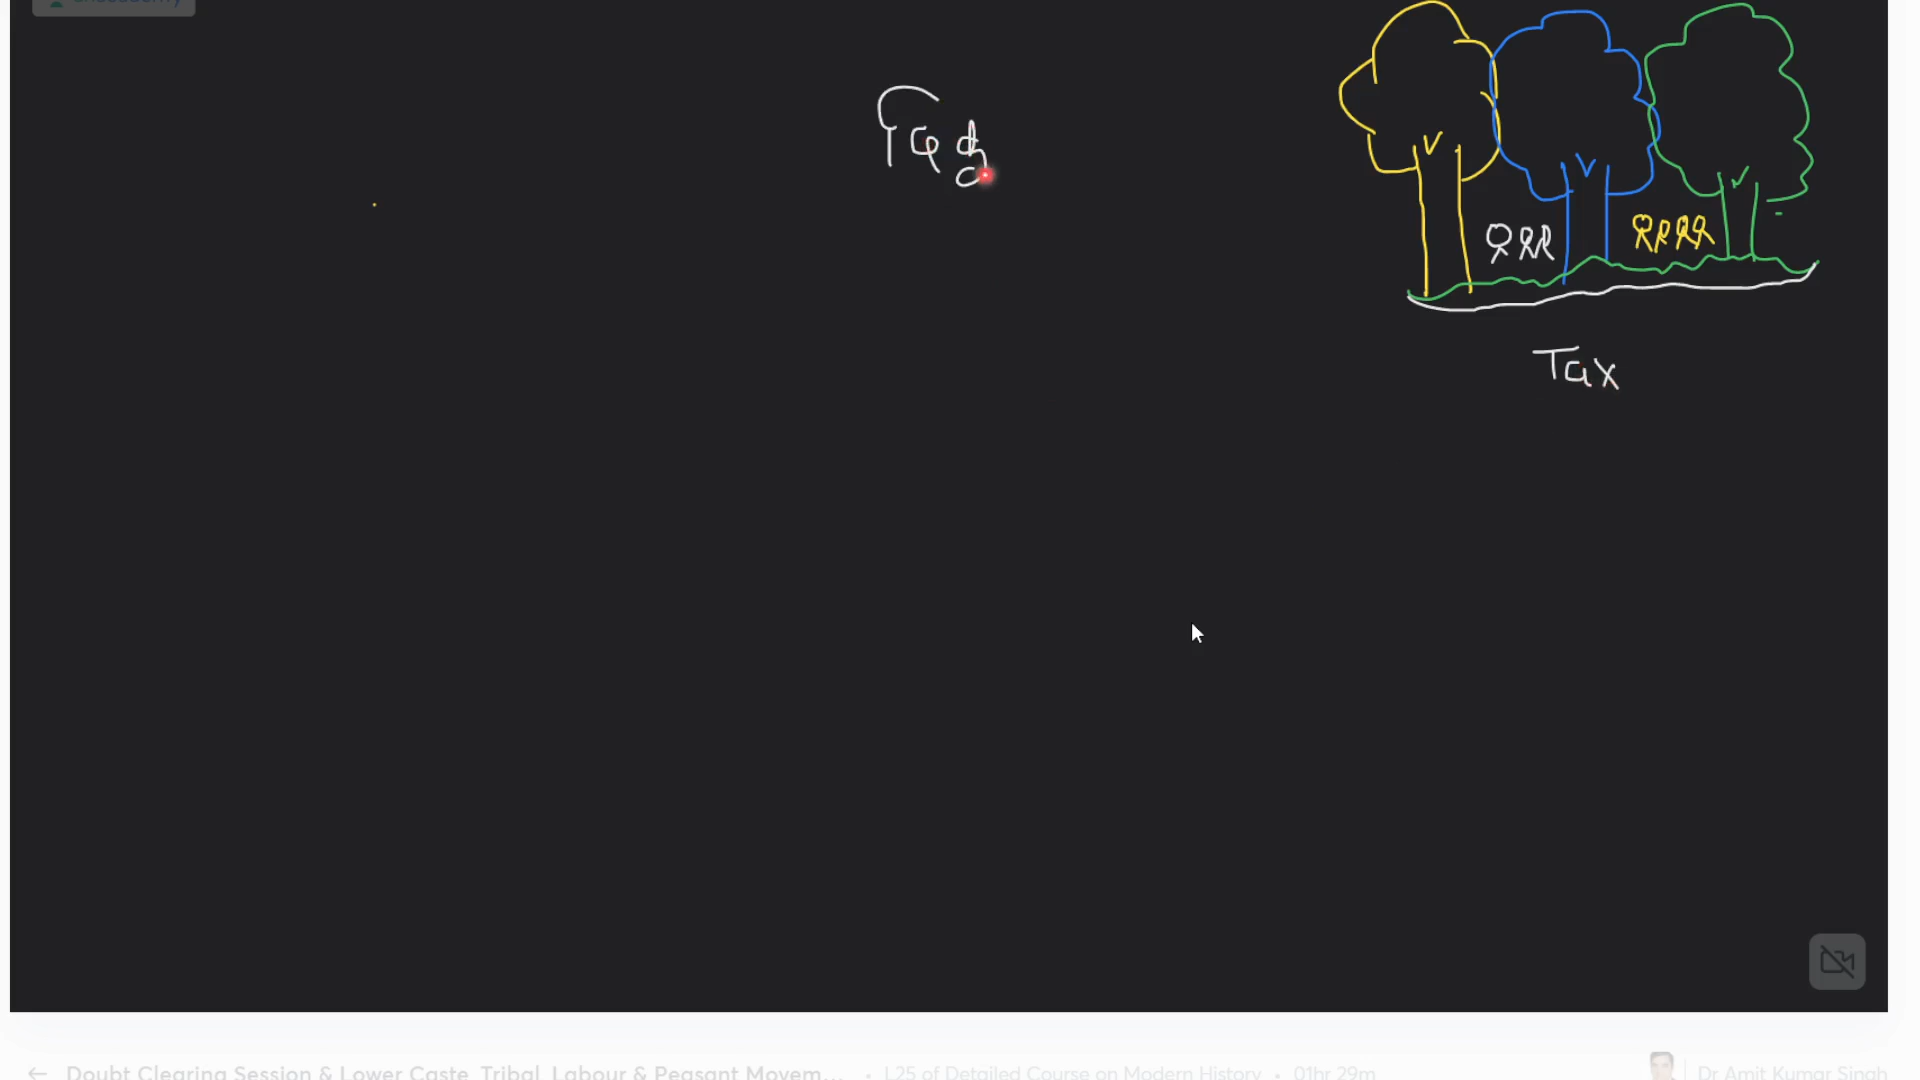 Tax
← Doubt Clearing Session & Lower Caste, Tribal, Labour & Peasant Movem... • L25 of Detailed Course on Modern History • 01hr 29m Dr Amit Kumar Singh